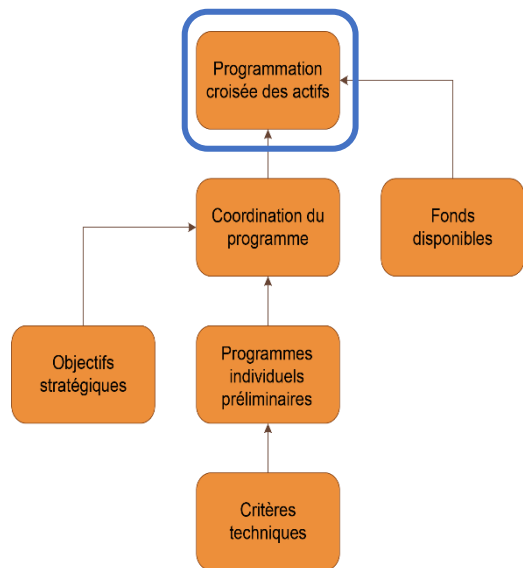 Programmation
croisée des actifs
Coordination du
programme
Fonds
disponibles
Objectifs
stratégiques
Programmes
individuels
préliminaires
Critères
techniques